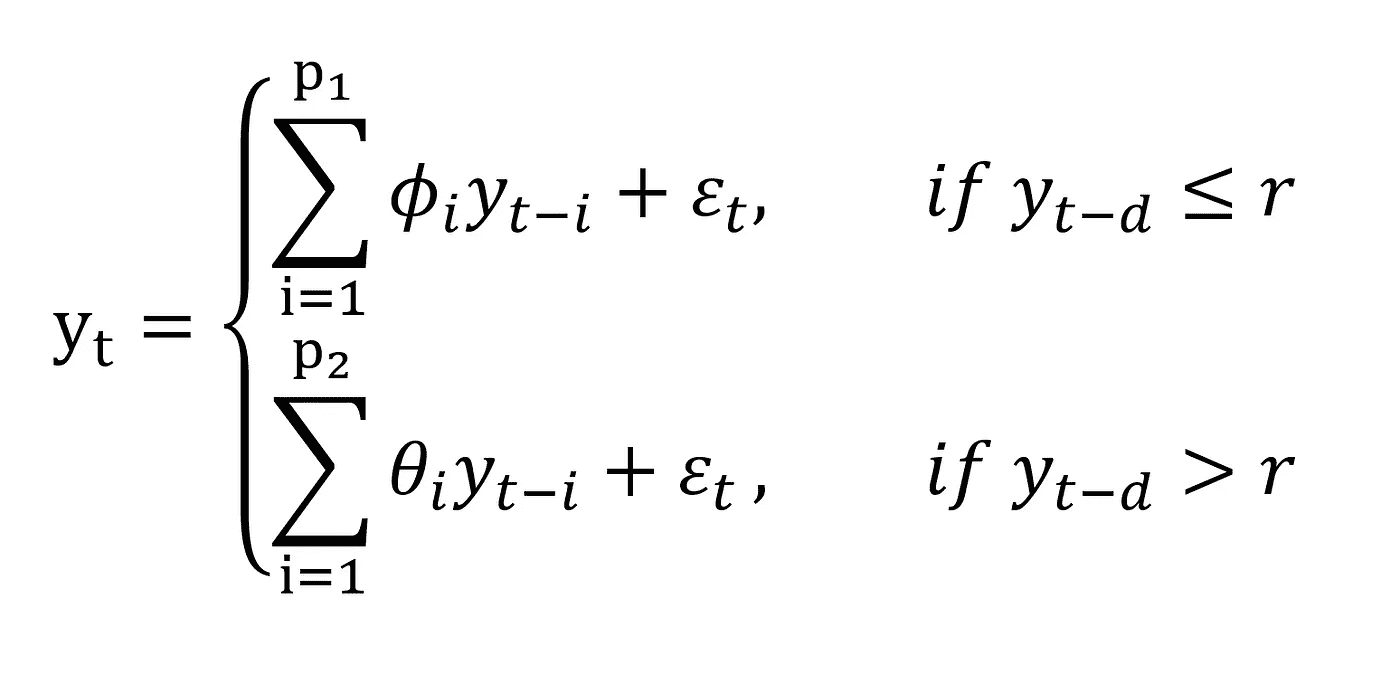 p₁
∑ ϕᵢyₜ₋ᵢ + εₜ, if yₜ₋d ≤ r
i=1
yₜ = {
p₂
∑ θᵢyₜ₋ᵢ + εₜ , if yₜ₋d > r
i=1